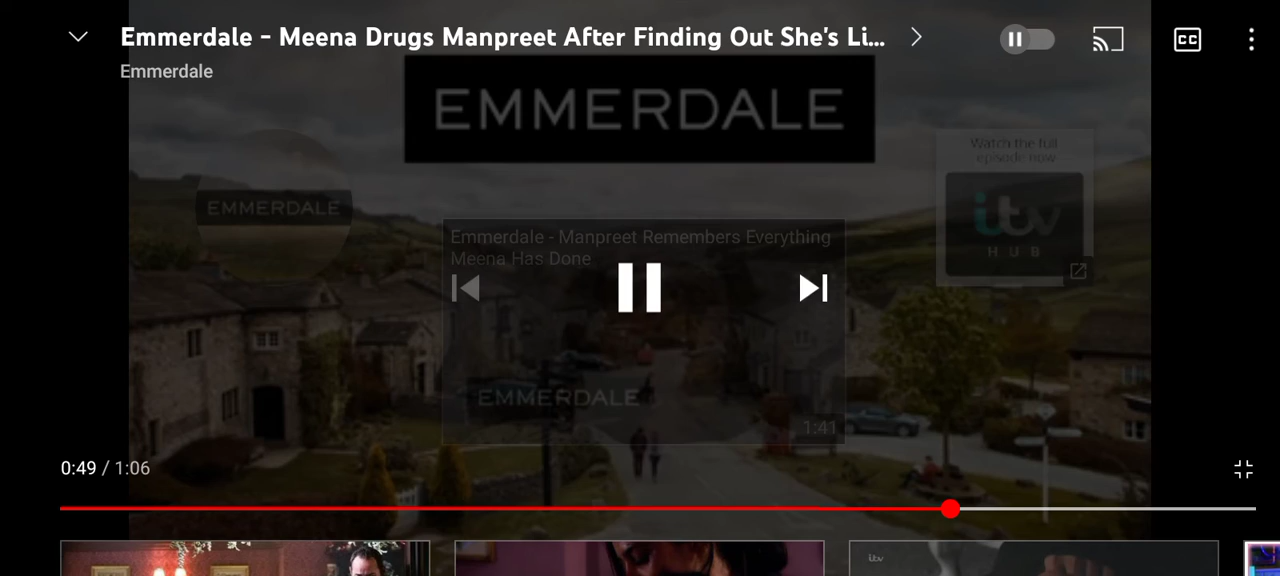 Emmerdale - Meena Drugs Manpreet After Finding Out She's Li...
Emmerdale
EMMERDALE
Watch the full
episode now
EMMERDALE
itv
HUB
Emmerdale - Manpreet Remembers Everything
Meena Has Done
EMMERDALE
1:41
0:49 / 1:06
CC
itv